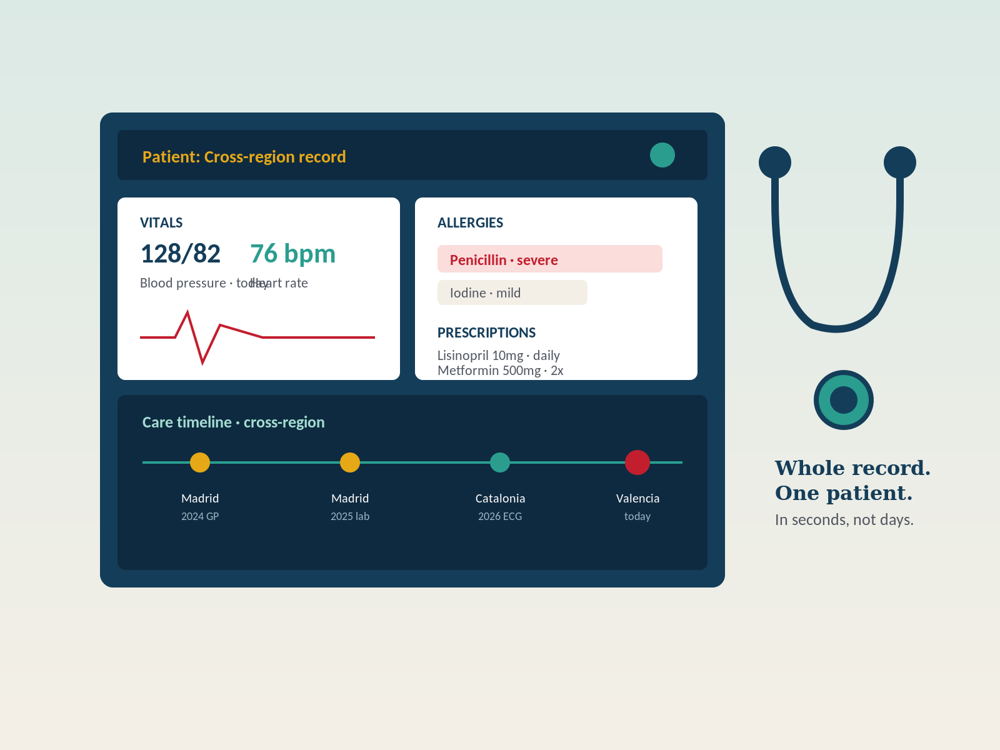 Patient: Cross-region record
VITALS
128/82 76 bpm
Blood pressure · today Heart rate
ALLERGIES
Penicillin · severe
Iodine · mild
PRESCRIPTIONS
Lisinopril 10mg · daily
Metformin 500mg · 2x
Care timeline · cross-region
Madrid
2024 GP
Madrid
2025 lab
Catalonia
2026 ECG
Valencia
today
Whole record.
One patient.
In seconds, not days.